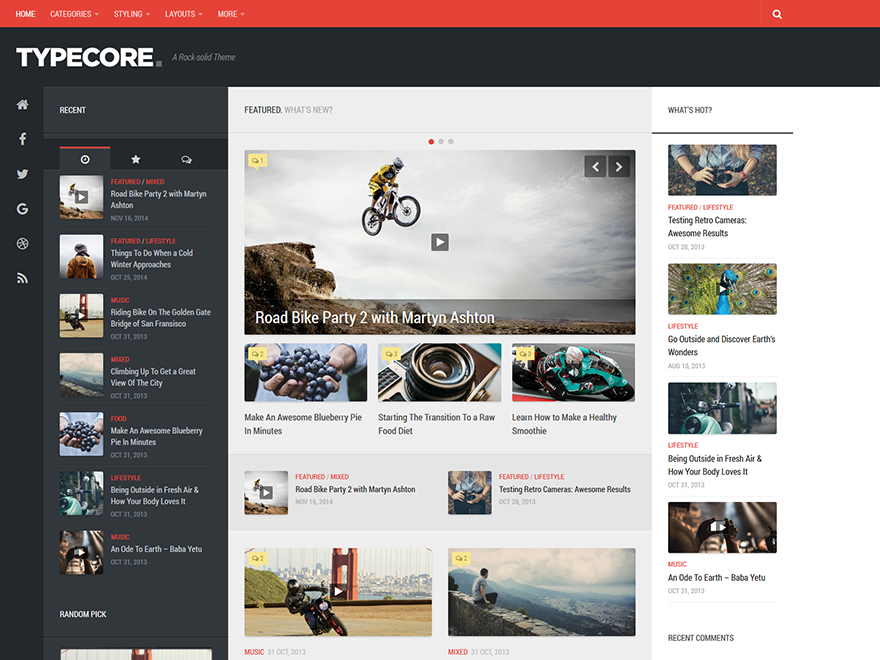 HOME CATEGORIES STYLING LAYOUTS MORE
TYPECORE.
A Rock-solid Theme
RECENT
FEATURED / MIXED
Road Bike Party 2 with Martyn
Ashton
NOV 16, 2014
FEATURED / LIFESTYLE
Things To Do When a Cold
Winter Approaches
OCT 25, 2014
MUSIC
Riding Bike On The Golden Gate
Bridge of San Fransisco
OCT 31, 2013
MIXED
Climbing Up To Get a Great
View Of The City
OCT 31, 2013
FOOD
Make An Awesome Blueberry
Pie In Minutes
OCT 31, 2013
LIFESTYLE
Being Outside in Fresh Air &
How Your Body Loves It
OCT 31, 2013
MUSIC
An Ode To Earth – Baba Yetu
OCT 31, 2013
RANDOM PICK
FEATURED. WHAT'S NEW?
1
Road Bike Party 2 with Martyn Ashton
2
Make An Awesome Blueberry Pie
In Minutes
3
Starting The Transition To a Raw
Food Diet
3
Learn How to Make a Healthy
Smoothie
FEATURED / MIXED
Road Bike Party 2 with Martyn Ashton
NOV 16, 2014
FEATURED / LIFESTYLE
Testing Retro Cameras: Awesome Results
OCT 28, 2013
2
MUSIC 31 OCT, 2013
2
MIXED 31 OCT, 2013
WHAT'S HOT?
FEATURED / LIFESTYLE
Testing Retro Cameras:
Awesome Results
OCT 28, 2013
LIFESTYLE
Go Outside and Discover Earth's
Wonders
AUG 15, 2013
LIFESTYLE
Being Outside in Fresh Air &
How Your Body Loves It
OCT 31, 2013
MUSIC
An Ode To Earth – Baba Yetu
OCT 31, 2013
RECENT COMMENTS